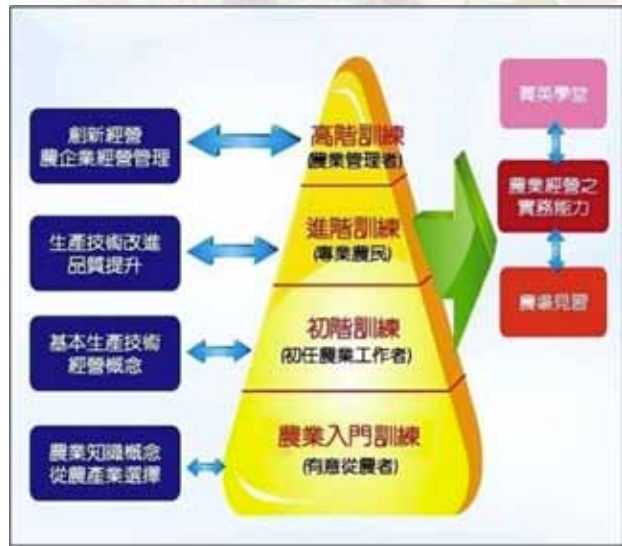 創新經營
農企業經營管理
高階訓練
(農業管理者)
菁英學堂
生產技術改進
品質提升
進階訓練
(專業農民)
農業經營之
實務能力
基本生產技術
經營概念
初階訓練
(初任農業工作者)
農場見習
農業知識概念
從農產業選擇
農業入門訓練
(有意從農者)